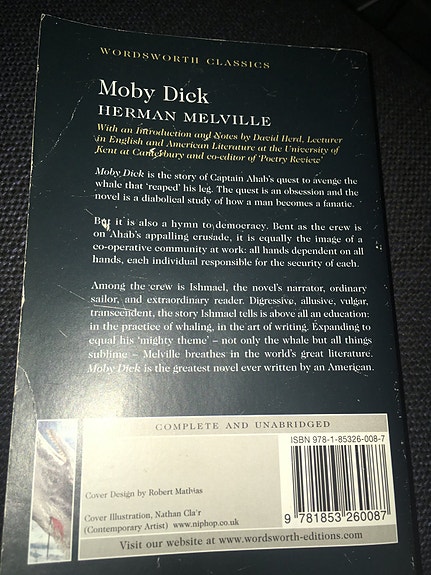 WORDSWORTH CLASSICS
Moby Dick
HERMAN MELVILLE
With an Introduction and Notes by David Herd, Lecturer
in English and American Literature at the University of
Kent at Canterbury and co-editor of 'Poetry Review'
Moby Dick is the story of Captain Ahab's quest to avenge the
whale that 'reaped' his leg. The quest is an obsession and the
novel is a diabolical study of how a man becomes a fanatic.
But it is also a hymn to democracy. Bent as the crew is
on Ahab's appalling crusade, it is equally the image of a
co-operative community at work: all hands dependent on all
hands, each individual responsible for the security of each.
Among the crew is Ishmael, the novel's narrator, ordinary
sailor, and extraordinary reader. Digressive, allusive, vulgar,
transcendent, the story Ishmael tells is above all an education:
in the practice of whaling, in the art of writing. Expanding to
equal his 'mighty theme' – not only the whale but all things
sublime – Melville breathes in the world's great literature.
Moby Dick is the greatest novel ever written by an American.
COMPLETE AND UNABRIDGED
ISBN 978-1-85326-008-7
Cover Design by Robert Mathias
Cover Illustration, Nathan Clair
(Contemporary Artist) www.niphop.co.uk
9 781853 260087
Visit our website at www.wordsworth-editions.com